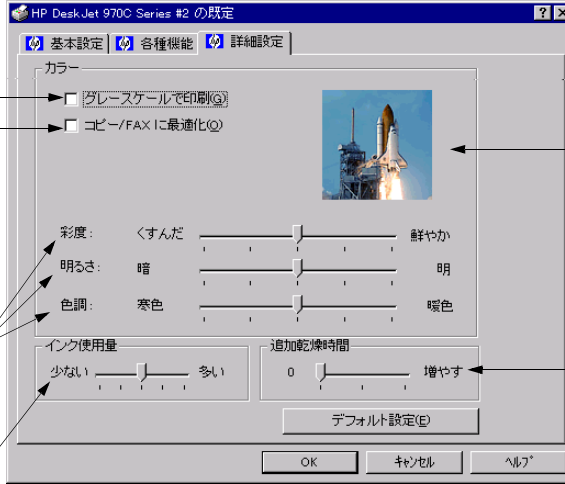 HP DeskJet 970C Series #2 の既定
基本設定 各種機能 詳細設定
カラー
グレースケールで印刷(G)
コピー/FAXに最適化(O)
彩度: くすんだ 鮮やか
明るさ: 暗 明
色調: 寒色 暖色
インク使用量
少ない 多い
追加乾燥時間
0 増やす
デフォルト設定(E)
OK キャンセル ヘルプ